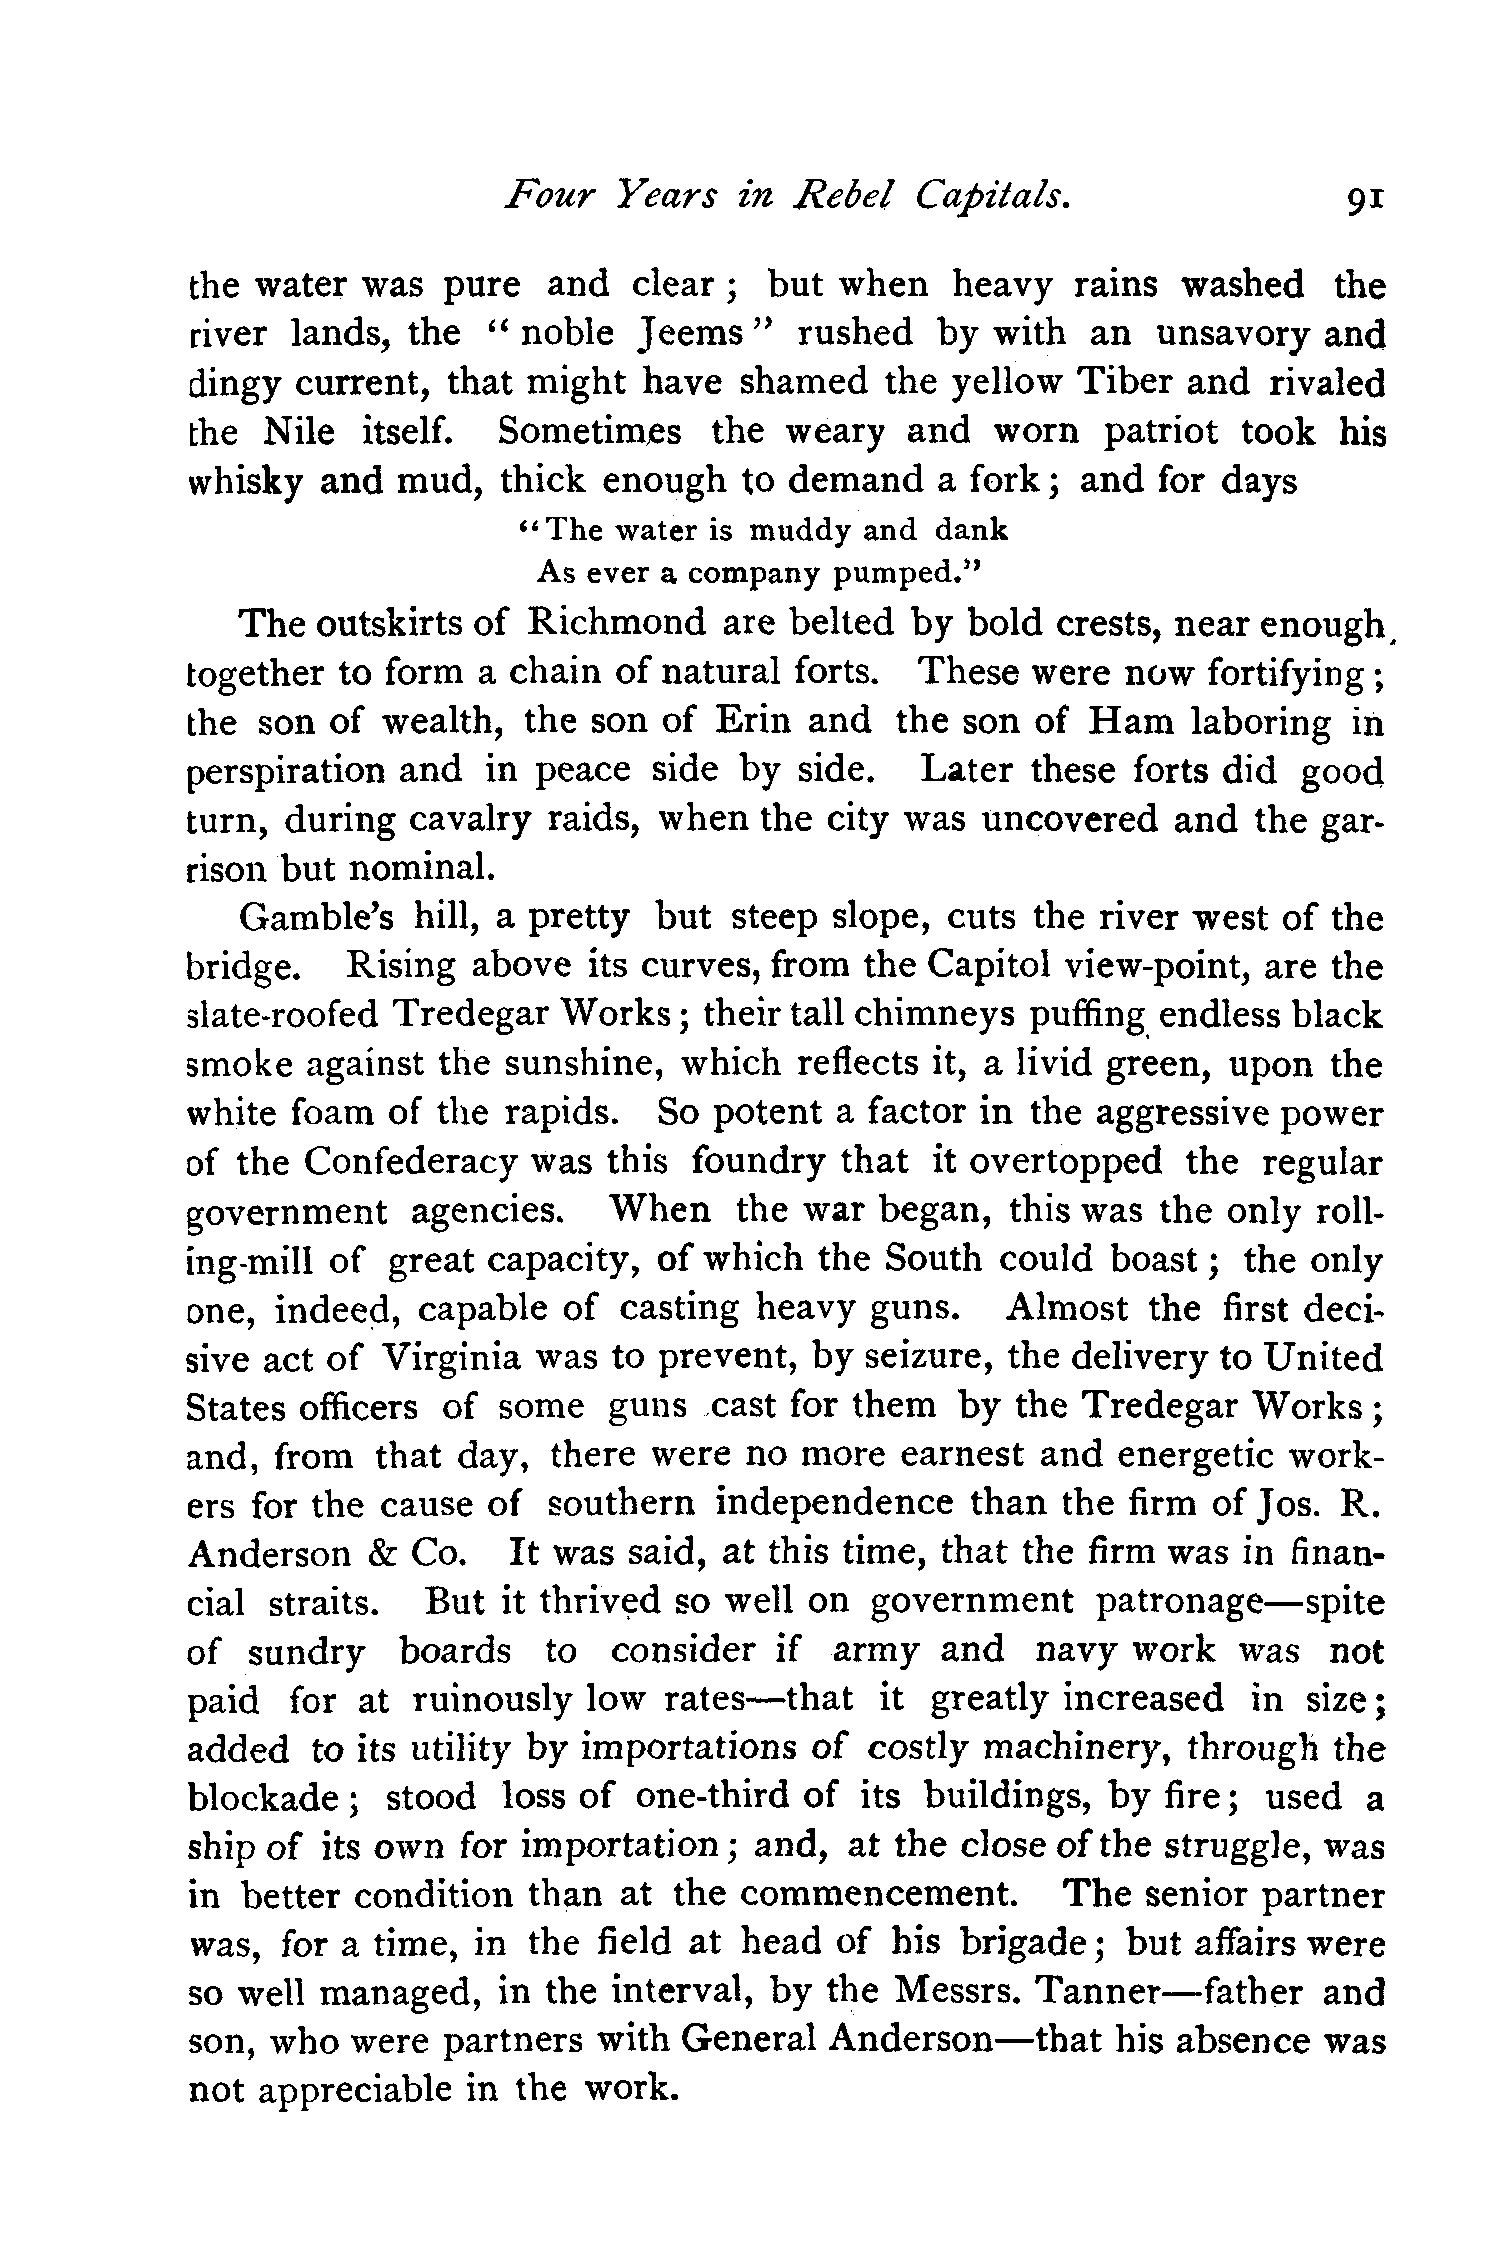 Four Years in Rebel Capitals. 91
the water was pure and clear ; but when heavy rains washed the
river lands, the “ noble Jeems ” rushed by with an unsavory and
dingy current, that might have shamed the yellow Tiber and rivaled
the Nile itself. Sometimes the weary and worn patriot took his
whisky and mud, thick enough to demand a fork ; and for days
“ The water is muddy and dank
As ever a company pumped.”
The outskirts of Richmond are belted by bold crests, near enough
together to form a chain of natural forts. These were now fortifying ;
the son of wealth, the son of Erin and the son of Ham laboring in
perspiration and in peace side by side. Later these forts did good
turn, during cavalry raids, when the city was uncovered and the gar-
rison but nominal.
Gamble’s hill, a pretty but steep slope, cuts the river west of the
bridge. Rising above its curves, from the Capitol view-point, are the
slate-roofed Tredegar Works ; their tall chimneys puffing endless black
smoke against the sunshine, which reflects it, a livid green, upon the
white foam of the rapids. So potent a factor in the aggressive power
of the Confederacy was this foundry that it overtopped the regular
government agencies. When the war began, this was the only roll-
ing-mill of great capacity, of which the South could boast ; the only
one, indeed, capable of casting heavy guns. Almost the first deci-
sive act of Virginia was to prevent, by seizure, the delivery to United
States officers of some guns cast for them by the Tredegar Works ;
and, from that day, there were no more earnest and energetic work-
ers for the cause of southern independence than the firm of Jos. R.
Anderson & Co. It was said, at this time, that the firm was in finan-
cial straits. But it thrived so well on government patronage—spite
of sundry boards to consider if army and navy work was not
paid for at ruinously low rates—that it greatly increased in size ;
added to its utility by importations of costly machinery, through the
blockade ; stood loss of one-third of its buildings, by fire ; used a
ship of its own for importation ; and, at the close of the struggle, was
in better condition than at the commencement. The senior partner
was, for a time, in the field at head of his brigade ; but affairs were
so well managed, in the interval, by the Messrs. Tanner—father and
son, who were partners with General Anderson—that his absence was
not appreciable in the work.